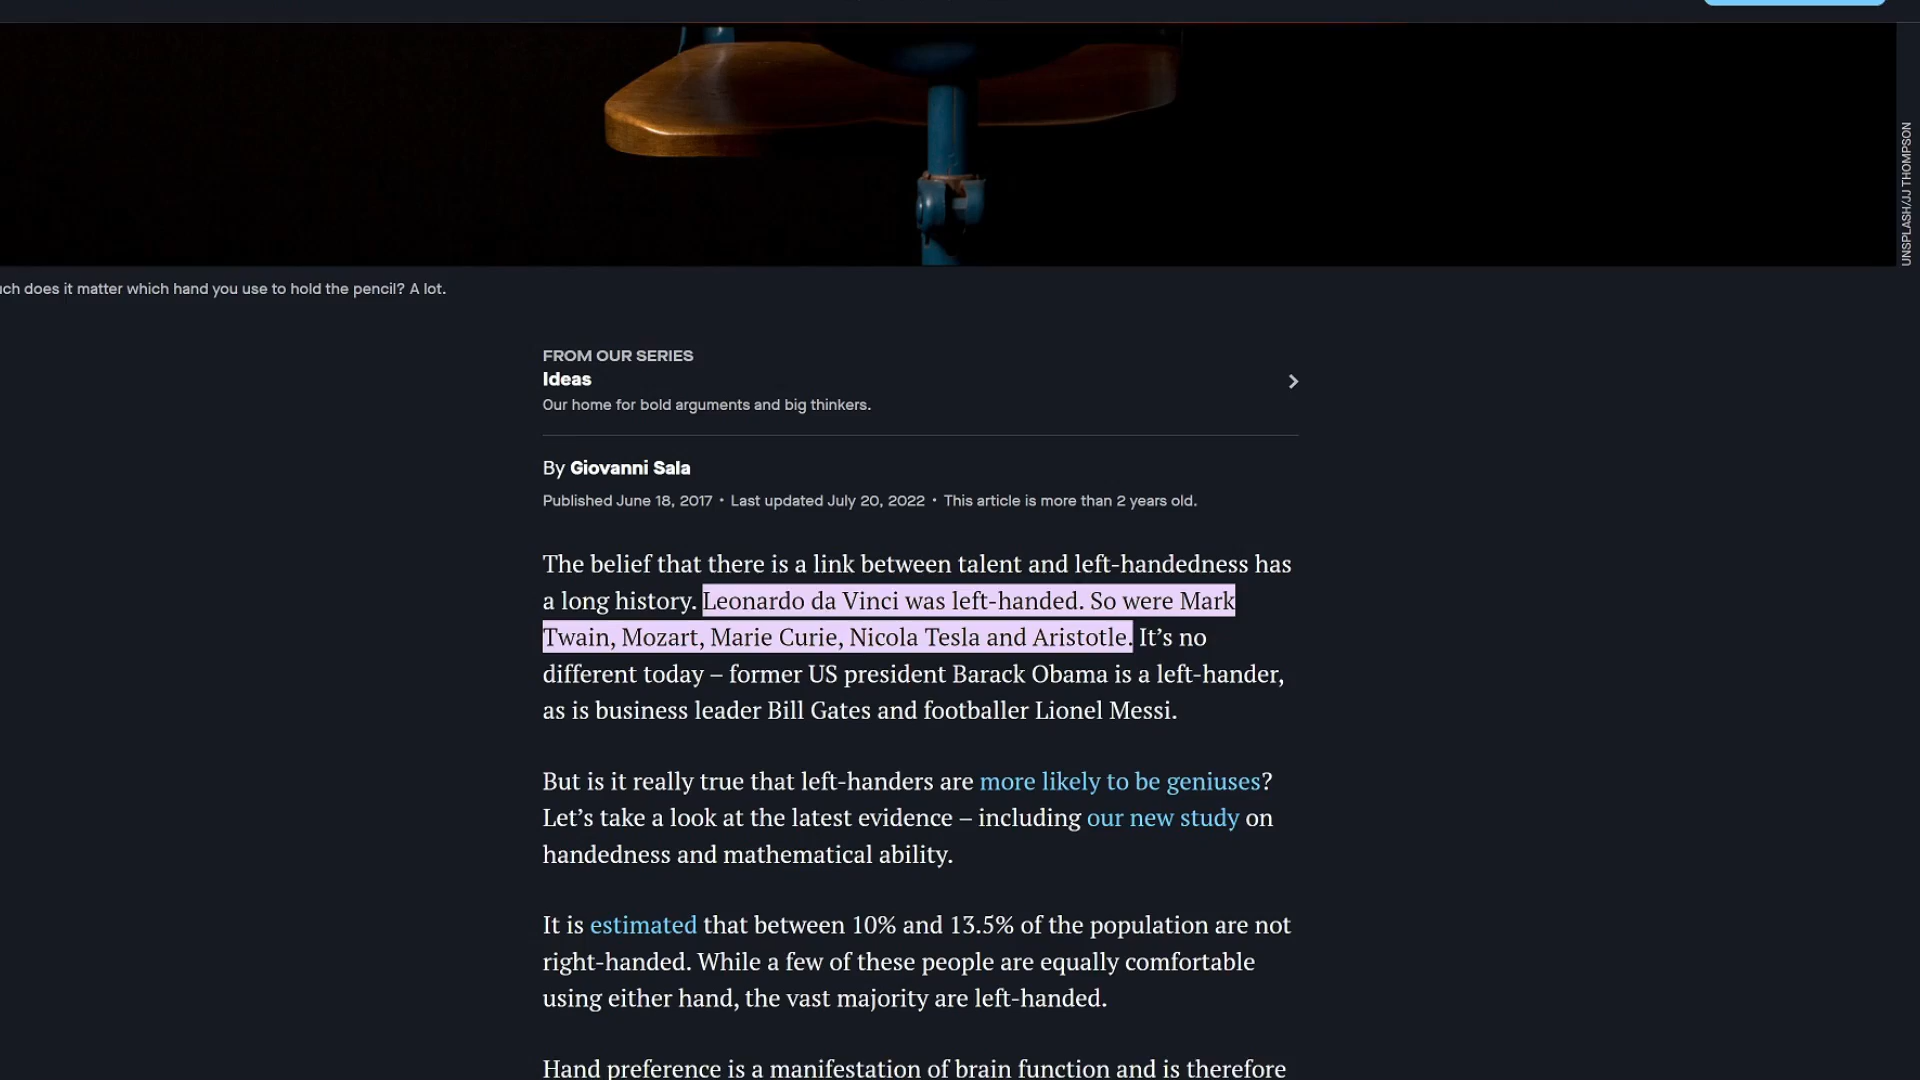 UNSPLASH/JJ THOMPSON
does it matter which hand you use to hold the pencil? A lot.
FROM OUR SERIES
Ideas
Our home for bold arguments and big thinkers.
By Giovanni Sala
Published June 18, 2017 • Last updated July 20, 2022 • This article is more than 2 years old.
The belief that there is a link between talent and left-handedness has
a long history. Leonardo da Vinci was left-handed. So were Mark
Twain, Mozart, Marie Curie, Nicola Tesla and Aristotle. It’s no
different today – former US president Barack Obama is a left-hander,
as is business leader Bill Gates and footballer Lionel Messi.
But is it really true that left-handers are more likely to be geniuses?
Let’s take a look at the latest evidence – including our new study on
handedness and mathematical ability.
It is estimated that between 10% and 13.5% of the population are not
right-handed. While a few of these people are equally comfortable
using either hand, the vast majority are left-handed.
Hand preference is a manifestation of brain function and is therefore